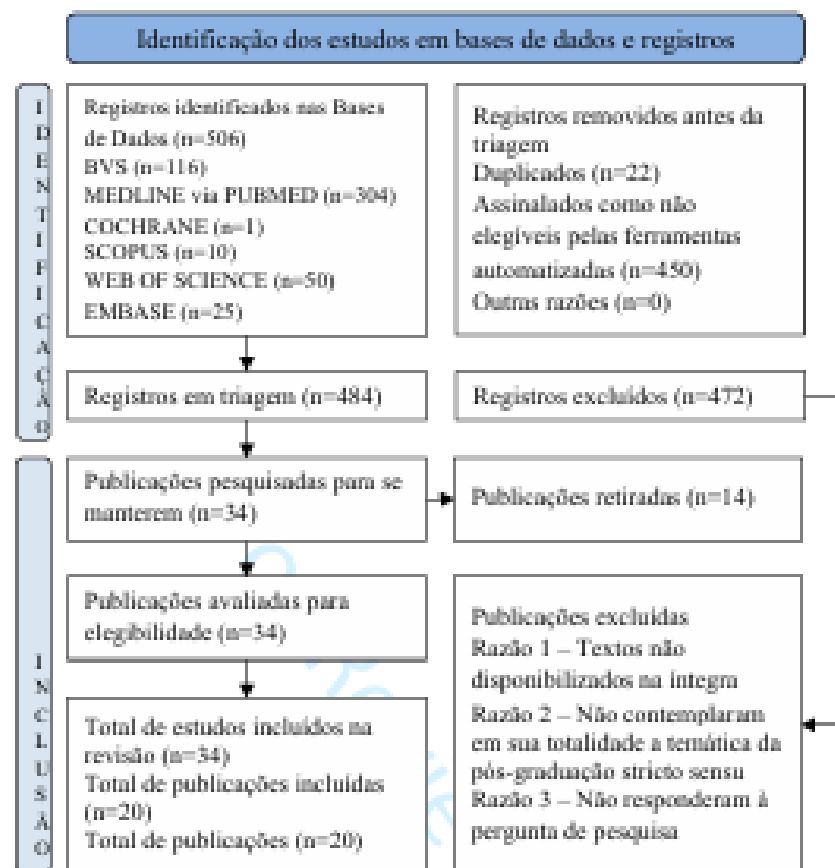 Identificação dos estudos em bases de dados e registros
IDENTIFICAÇÃO
Registros identificados nas Bases
de Dados (n=506)
BVS (n=116)
MEDLINE via PUBMED (n=304)
COCHRANE (n=1)
SCOPUS (n=10)
WEB OF SCIENCE (n=50)
EMBASE (n=25)
Registros removidos antes da
triagem
Duplicados (n=22)
Assinalados como não
elegíveis pelas ferramentas
automatizadas (n=450)
Outras razões (n=0)
Registros em triagem (n=484)
Registros excluídos (n=472)
INCLUSÃO
Publicações pesquisadas para se
manterem (n=34)
Publicações retiradas (n=14)
Publicações avaliadas para
elegibilidade (n=34)
Publicações excluídas
Razão 1 – Textos não
disponibilizados na íntegra
Razão 2 – Não contemplaram
em sua totalidade a temática da
pós-graduação stricto sensu
Razão 3 – Não responderam à
pergunta de pesquisa
Total de estudos incluídos na
revisão (n=34)
Total de publicações incluídas
(n=20)
Total de publicações (n=20)